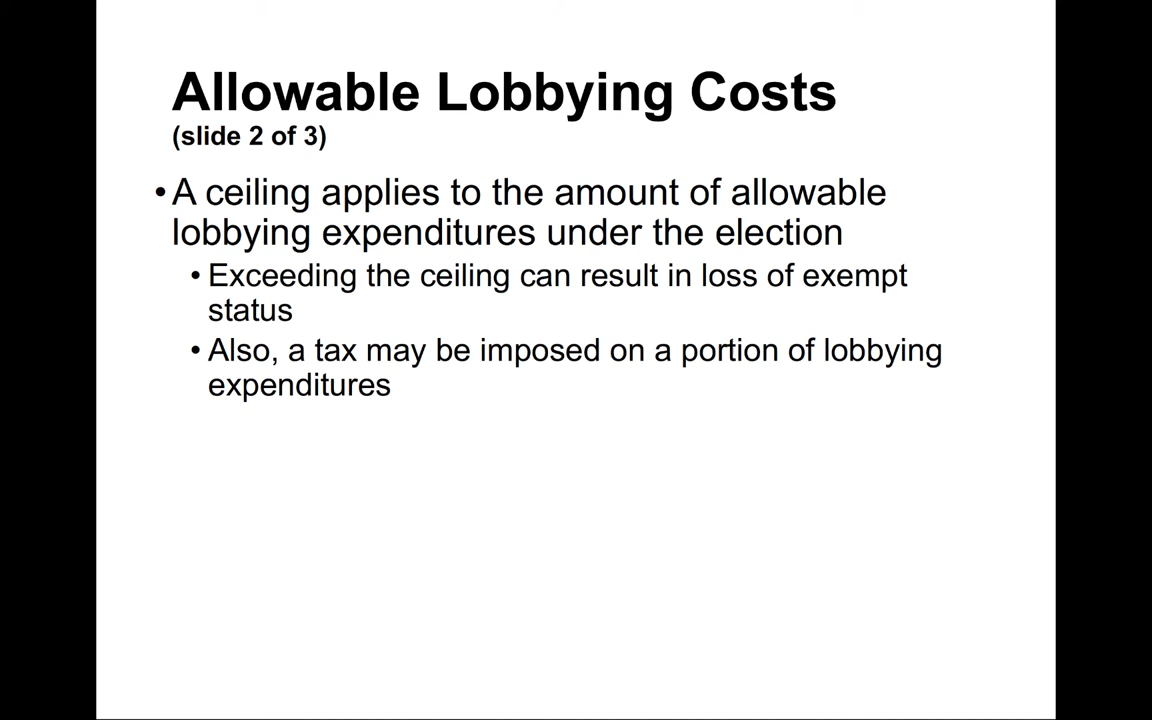 Allowable Lobbying Costs
(slide 2 of 3)
• A ceiling applies to the amount of allowable
lobbying expenditures under the election
• Exceeding the ceiling can result in loss of exempt
status
• Also, a tax may be imposed on a portion of lobbying
expenditures